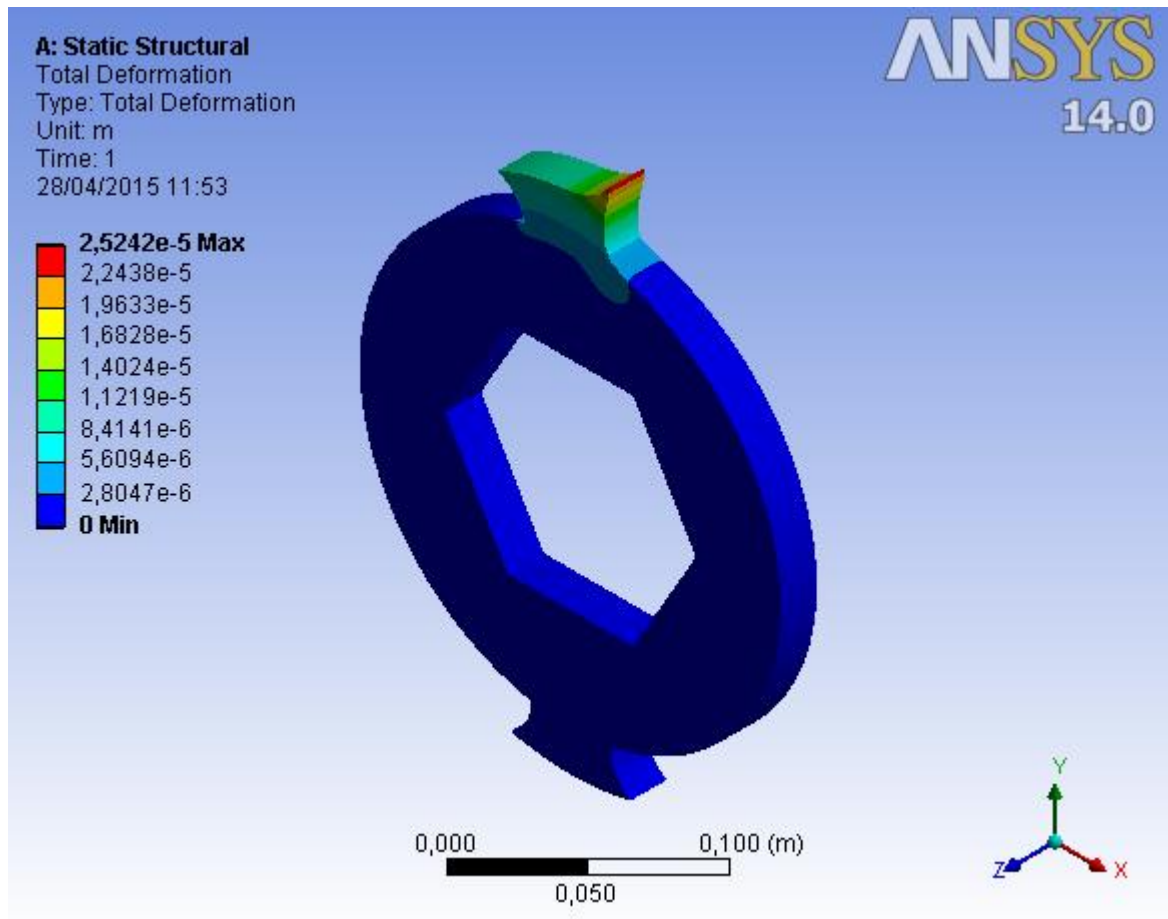 A: Static Structural
Total Deformation
Type: Total Deformation
Unit: m
Time: 1
28/04/2015 11:53
ANSYS
14.0
2,5242e-5 Max
2,2438e-5
1,9633e-5
1,6828e-5
1,4024e-5
1,1219e-5
8,4141e-6
5,6094e-6
2,8047e-6
0 Min
0,000 0,100 (m)
0,050
Y
Z X